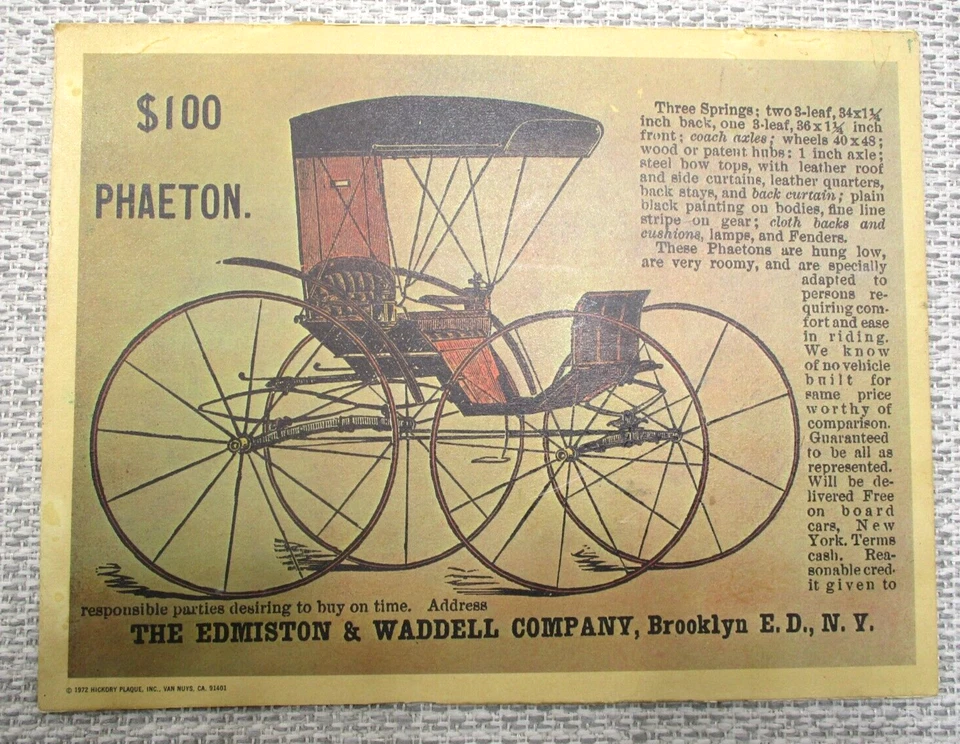 $100
PHAETON.
Three Springs; two 3-leaf, 34x1¼
inch back, one 3-leaf, 36x1¼ inch
front; coach axles; wheels 40x48;
wood or patent hubs: 1 inch axle;
steel bow tops, with leather roof
and side curtains, leather quarters,
back stays, and back curtain; plain
black painting on bodies, fine line
stripe on gear; cloth backs and
cushions, lamps, and Fenders.
These Phaetons are hung low,
are very roomy, and are specially
adapted to
persons re-
quiring com-
fort and ease
in riding.
We know
of no vehicle
built for
same price
worthy of
comparison.
Guaranteed
to be all as
represented.
Will be de-
livered Free
on board
cars, New
York. Terms
cash. Rea-
sonable cred-
it given to
responsible parties desiring to buy on time. Address
THE EDMISTON & WADDELL COMPANY, Brooklyn E. D., N. Y.
© 1972 HICKORY PLAQUE, INC., VAN NUYS, CA. 91401